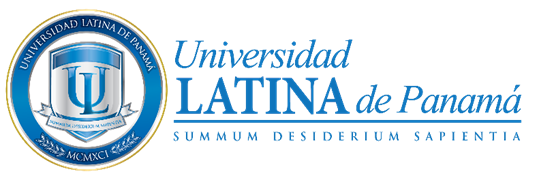 UNIVERSIDAD LATINA DE PANAMÁ
UL
MCMXCI
Universidad
LATINA de Panamá
SUMMUM DESIDERIUM SAPIENTIA